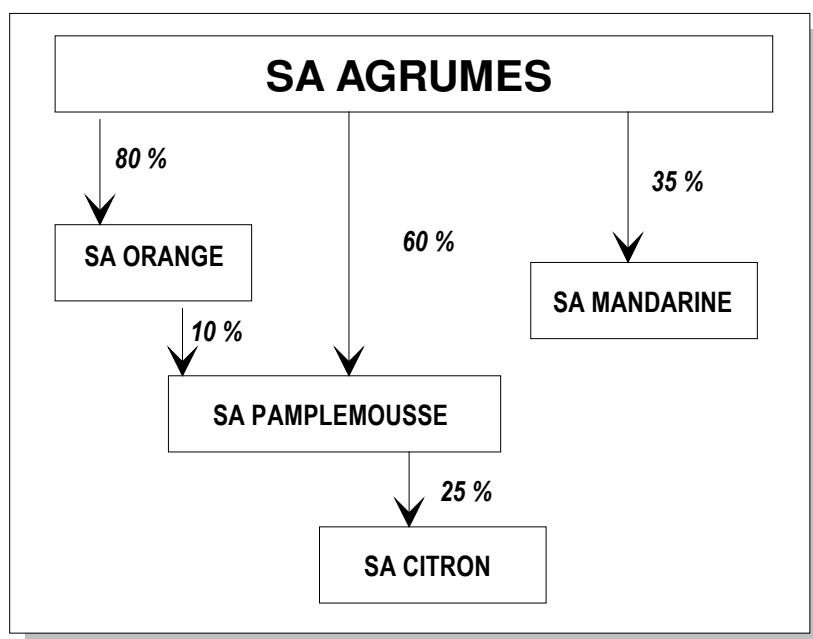 SA AGRUMES
80 %
35 %
60 %
SA ORANGE
SA MANDARINE
10 %
SA PAMPLEMOUSSE
25 %
SA CITRON